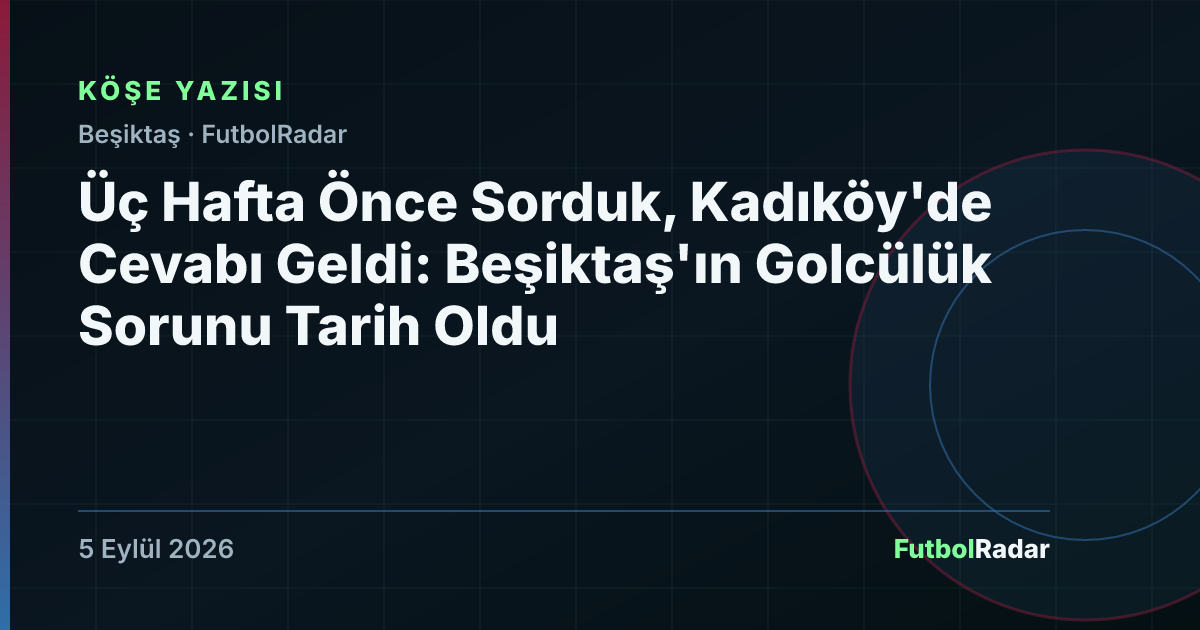 KÖŞE YAZISI
Beşiktaş · FutbolRadar
Üç Hafta Önce Sorduk, Kadıköy'de
Cevabı Geldi: Beşiktaş'ın Golcülük
Sorunu Tarih Oldu
5 Eylül 2026
FutbolRadar